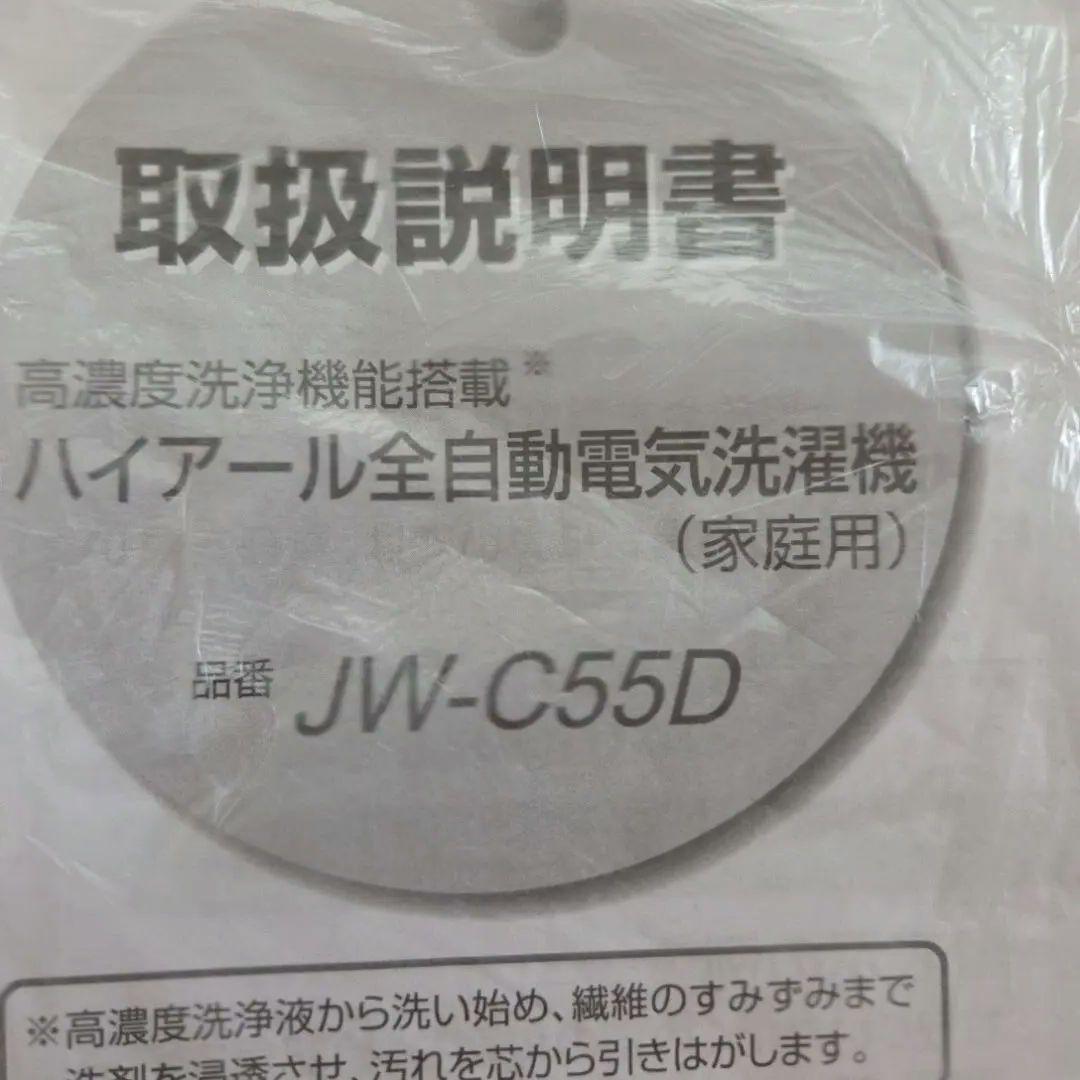 取扱説明書
高濃度洗浄機能搭載※
ハイアール全自動電気洗濯機
（家庭用）
品番 JW-C55D
※高濃度洗浄液から洗い始め、繊維のすみずみまで
洗剤を浸透させ、汚れを芯から引きはがします。